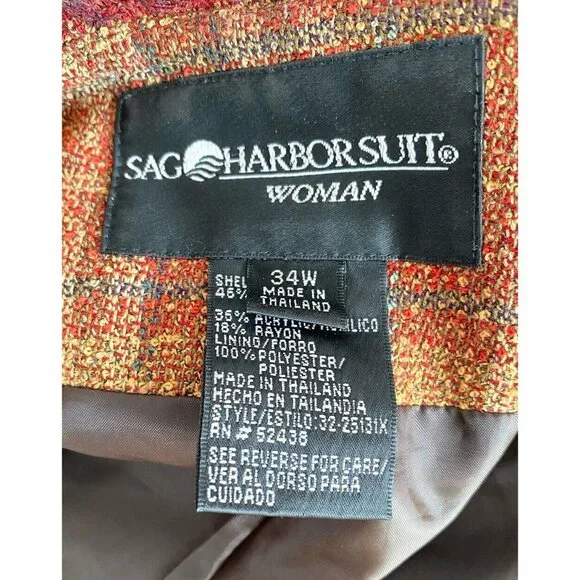 SAG HARBOR SUIT®
WOMAN
34W
MADE IN
THAILAND
35% ACRYLIC/ACRILICO
18% RAYON
LINING/FORRO
100% POLYESTER/
POLIESTER
MADE IN THAILAND
HECHO EN TAILANDIA
STYLE/ESTILO: 32-25131X
RN # 52438
SEE REVERSE FOR CARE/
VER AL DORSO PARA
CUIDADO